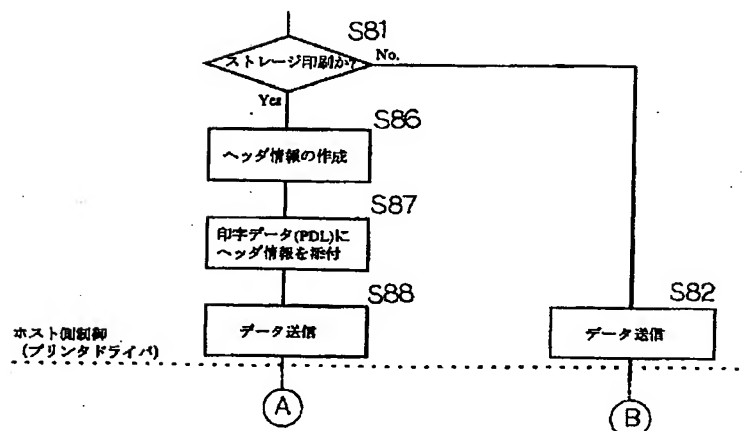 S81
ストレージ印刷か?
No.
Yes
S86
ヘッダ情報の作成
S87
印字データ(PDL)に
ヘッダ情報を添付
S88
データ送信
S82
データ送信
ホスト側制御
(プリンタドライバ)
A
B